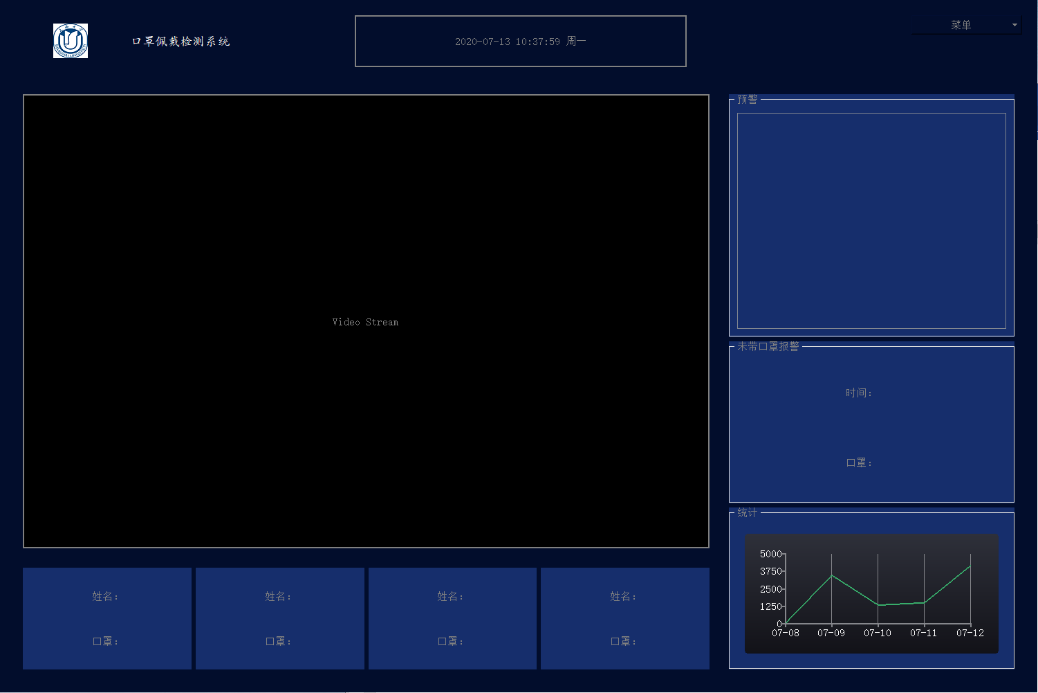 口罩佩戴检测系统
2020-07-13 10:37:59 周一
菜单
Video Stream
预警
未带口罩报警
时间：
口罩：
统计
5000
3750
2500
1250
0
07-08 07-09 07-10 07-11 07-12
姓名： 姓名： 姓名： 姓名：
口罩： 口罩： 口罩： 口罩：